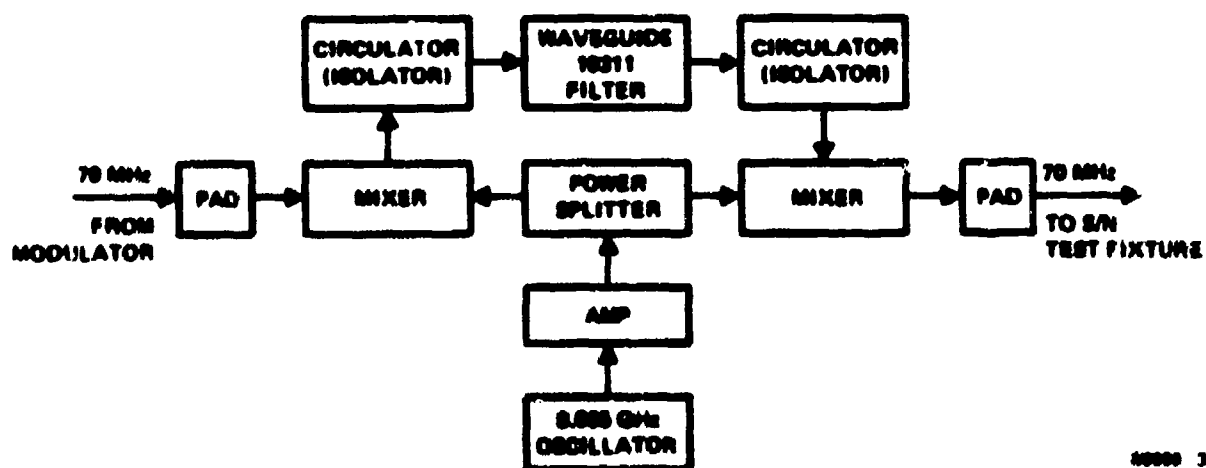 CIRCULATOR
(ISOLATOR)
WAVEGUIDE
FILTER
CIRCULATOR
(ISOLATOR)
70 MHz
FROM
MODULATOR
PAD
MIXER
POWER
SPLITTER
MIXER
PAD
70 MHz
TO S/N
TEST FIXTURE
AMP
GHz
OSCILLATOR